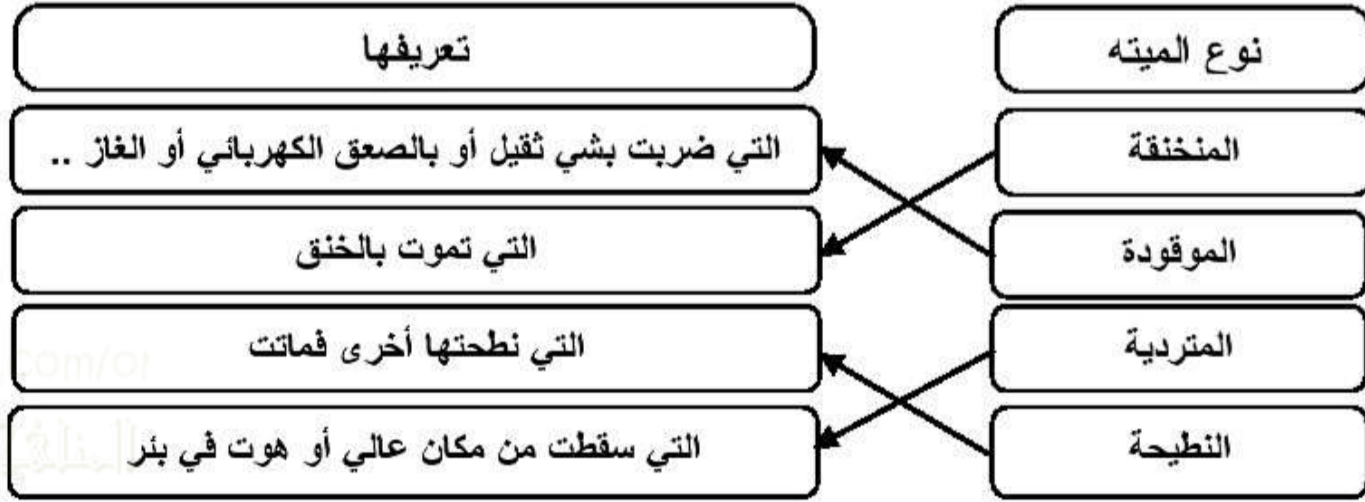 نوع الميته
تعريفها
المنخنقة
التي ضربت بشي ثقيل أو بالصعق الكهربائي أو الغاز ..
الموقودة
التي تموت بالخنق
المتردية
التي نطحتها أخرى فماتت
النطيحة
التي سقطت من مكان عالي أو هوت في بئر